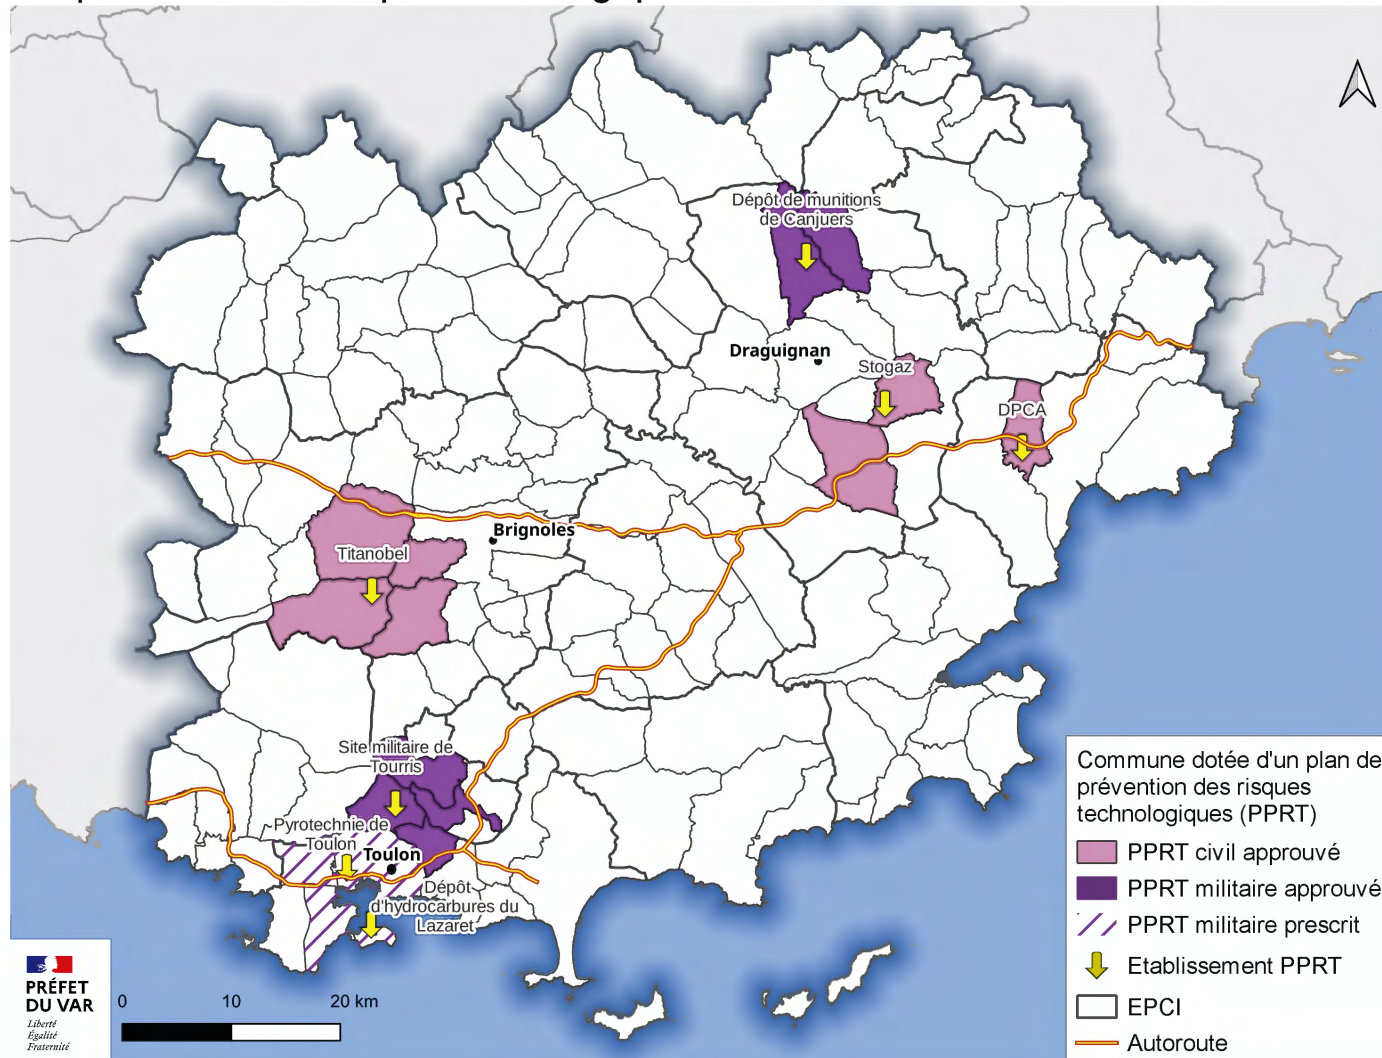 Dépôt de munitions
de Canjuers
Draguignan
Stogaz
DPCA
Brignoles
Titanobel
Site militaire de
Tourris
Pyrotechnie de
Toulon
Toulon
Dépôt
d'hydrocarbures du
Lazaret
Commune dotée d'un plan de
prévention des risques
technologiques (PPRT)
PPRT civil approuvé
PPRT militaire approuvé
PPRT militaire prescrit
Etablissement PPRT
EPCI
Autoroute
PRÉFET
DU VAR
Liberté
Égalité
Fraternité
0 10 20 km